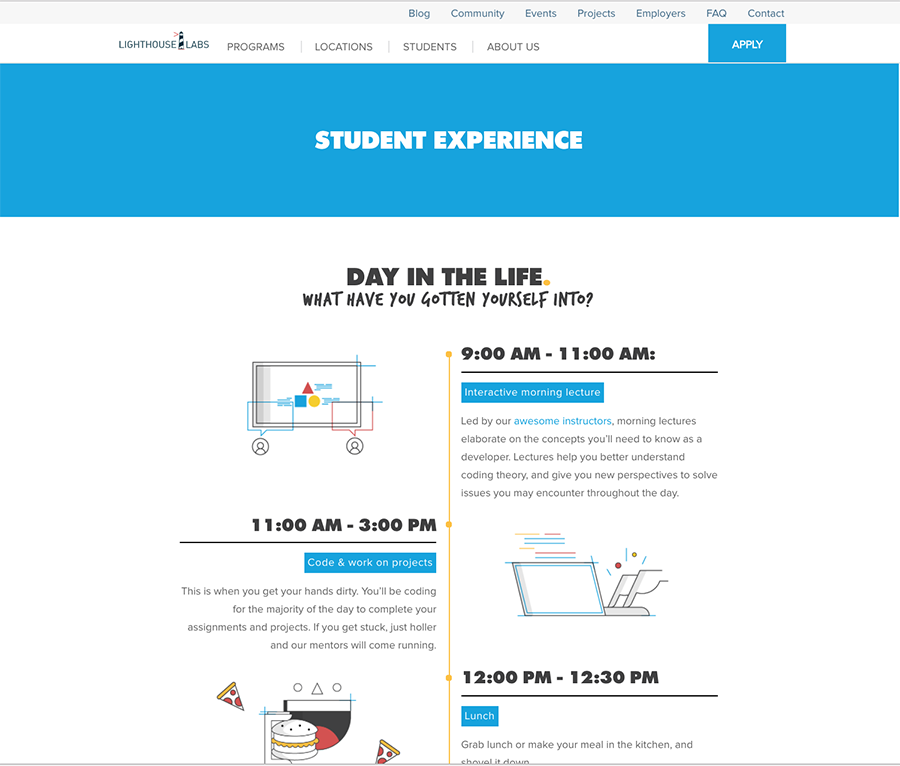 Blog Community Events Projects Employers FAQ Contact
LIGHTHOUSE LABS PROGRAMS LOCATIONS STUDENTS ABOUT US APPLY
STUDENT EXPERIENCE
DAY IN THE LIFE.
WHAT HAVE YOU GOTTEN YOURSELF INTO?
9:00 AM - 11:00 AM:
Interactive morning lecture
Led by our awesome instructors, morning lectures
elaborate on the concepts you'll need to know as a
developer. Lectures help you better understand
coding theory, and give you new perspectives to solve
issues you may encounter throughout the day.
11:00 AM - 3:00 PM
Code & work on projects
This is when you get your hands dirty. You'll be coding
for the majority of the day to complete your
assignments and projects. If you get stuck, just holler
and our mentors will come running.
12:00 PM - 12:30 PM
Lunch
Grab lunch or make your meal in the kitchen, and
shovel it down